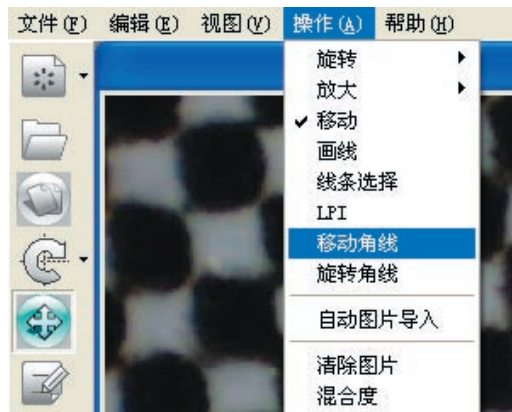 文件(F) 编辑(E) 视图(V) 操作(A) 帮助(H)
旋转
放大
移动
画线
线条选择
LPI
移动角线
旋转角线
自动图片导入
清除图片
混合度